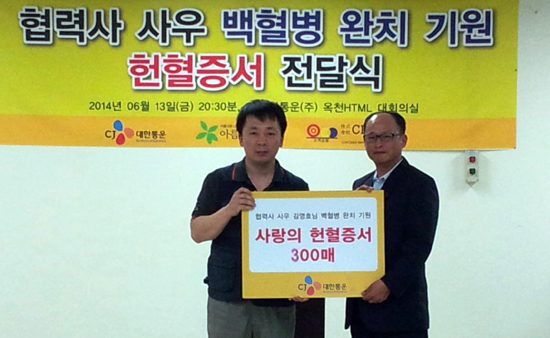 협력사 사우 백혈병 완치 기원
헌혈증서 전달식
2014년 06월 13일(금) 20:30분 통운(주) 옥천HTML 대회의실
CJ 대한통운
협력사 사우 김영효님 백혈병 완치 기원
사랑의 헌혈증서
300매
CJ 대한통운